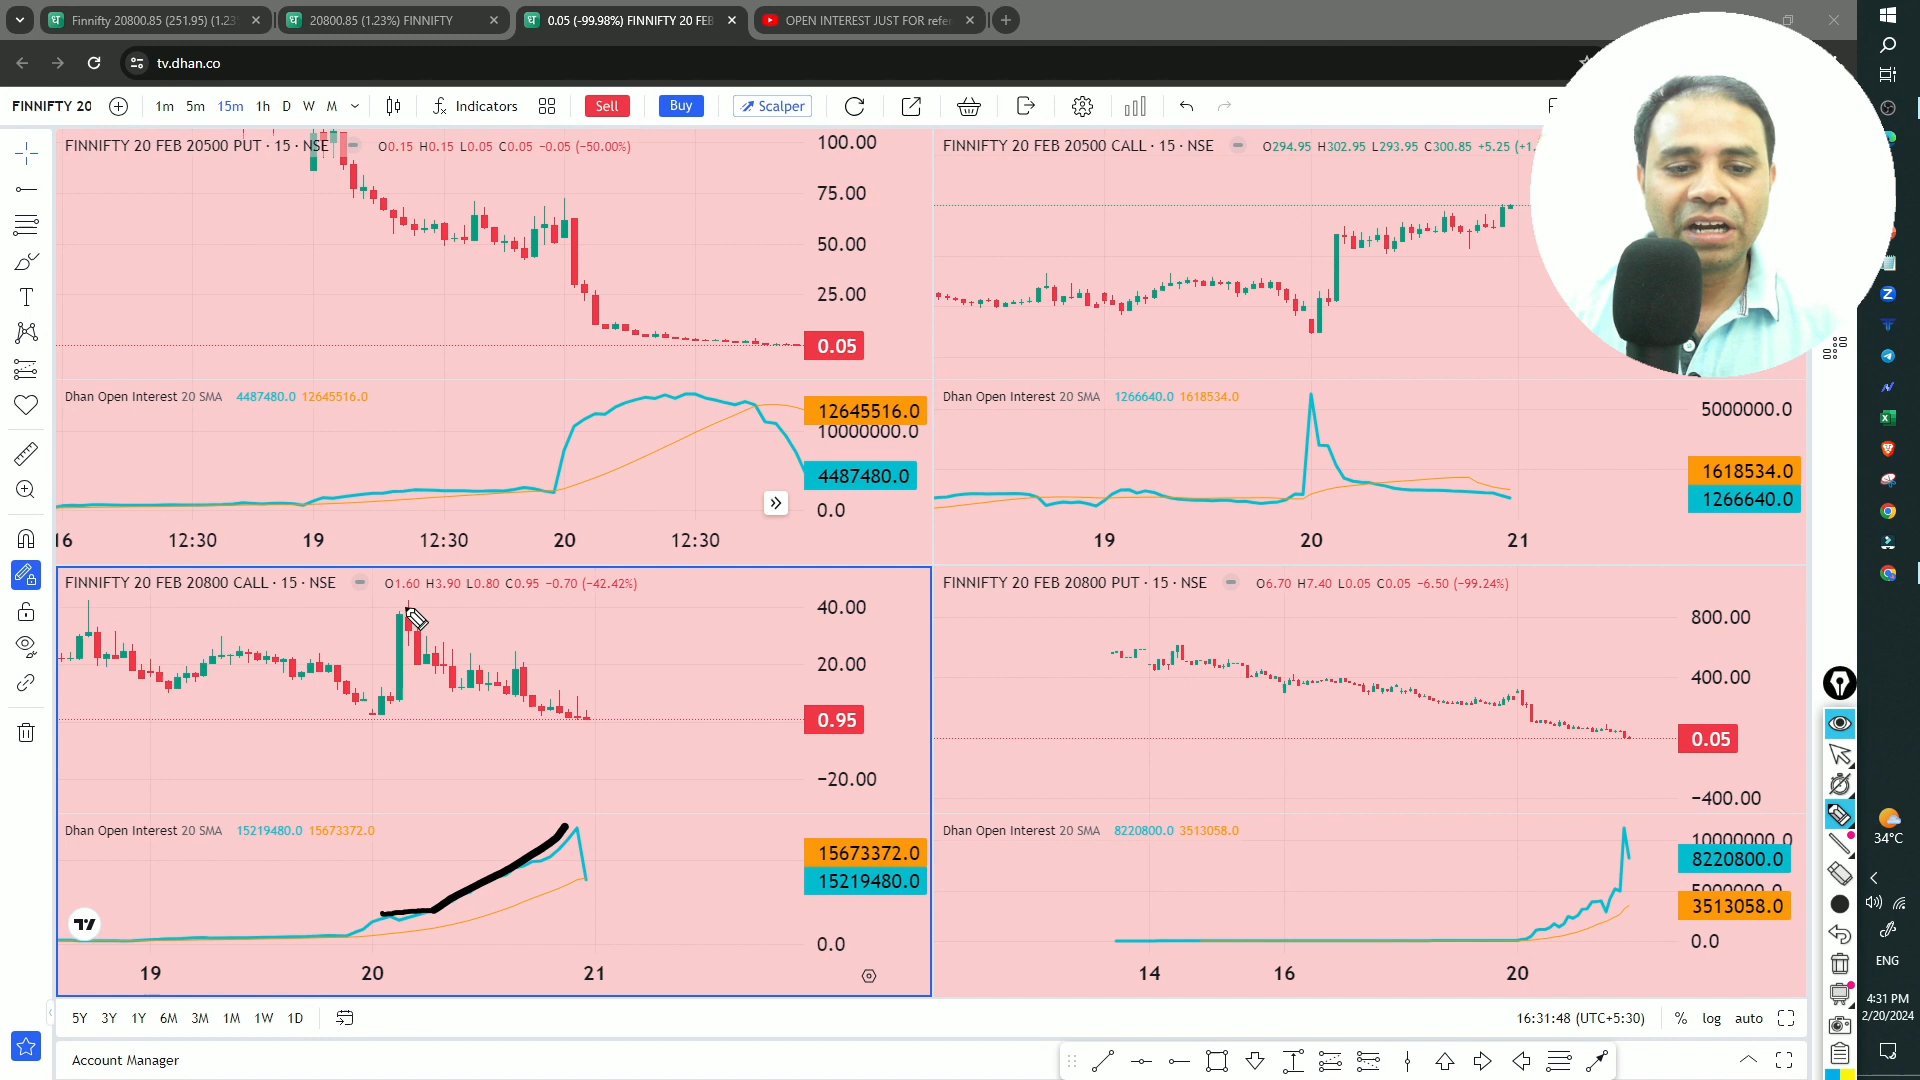 Finnifty 20800.85 (251.95) (1.23
20800.85 (1.23%) FINNIFTY
0.05 (-99.98%) FINNIFTY 20 FEB
OPEN INTEREST JUST FOR refer
tv.dhan.co
FINNIFTY 20
1m 5m 15m 1h D W M
Indicators
Sell
Buy
Scalper
F
FINNIFTY 20 FEB 20500 PUT · 15 · NSE
O0.15 H0.15 L0.05 C0.05 −0.05 (−50.00%)
100.00
75.00
50.00
25.00
0.05
Dhan Open Interest 20 SMA 4487480.0 12645516.0
12645516.0
10000000.0
4487480.0
0.0
16 12:30 19 12:30 20 12:30
FINNIFTY 20 FEB 20500 CALL · 15 · NSE
O294.95 H302.95 L293.95 C300.85 +5.25 (+1.
Dhan Open Interest 20 SMA 1266640.0 1618534.0
5000000.0
1618534.0
1266640.0
19 20 21
FINNIFTY 20 FEB 20800 CALL · 15 · NSE
O1.60 H3.90 L0.80 C0.95 −0.70 (−42.42%)
40.00
20.00
0.95
−20.00
Dhan Open Interest 20 SMA 15219480.0 15673372.0
15673372.0
15219480.0
0.0
19 20 21
FINNIFTY 20 FEB 20800 PUT · 15 · NSE
O6.70 H7.40 L0.05 C0.05 −6.50 (−99.24%)
800.00
400.00
0.05
−400.00
Dhan Open Interest 20 SMA 8220800.0 3513058.0
10000000.0
8220800.0
5000000.0
3513058.0
0.0
14 16 20
5Y 3Y 1Y 6M 3M 1M 1W 1D
16:31:48 (UTC+5:30)
% log auto
Account Manager
34°C
ENG
4:31 PM
2/20/2024